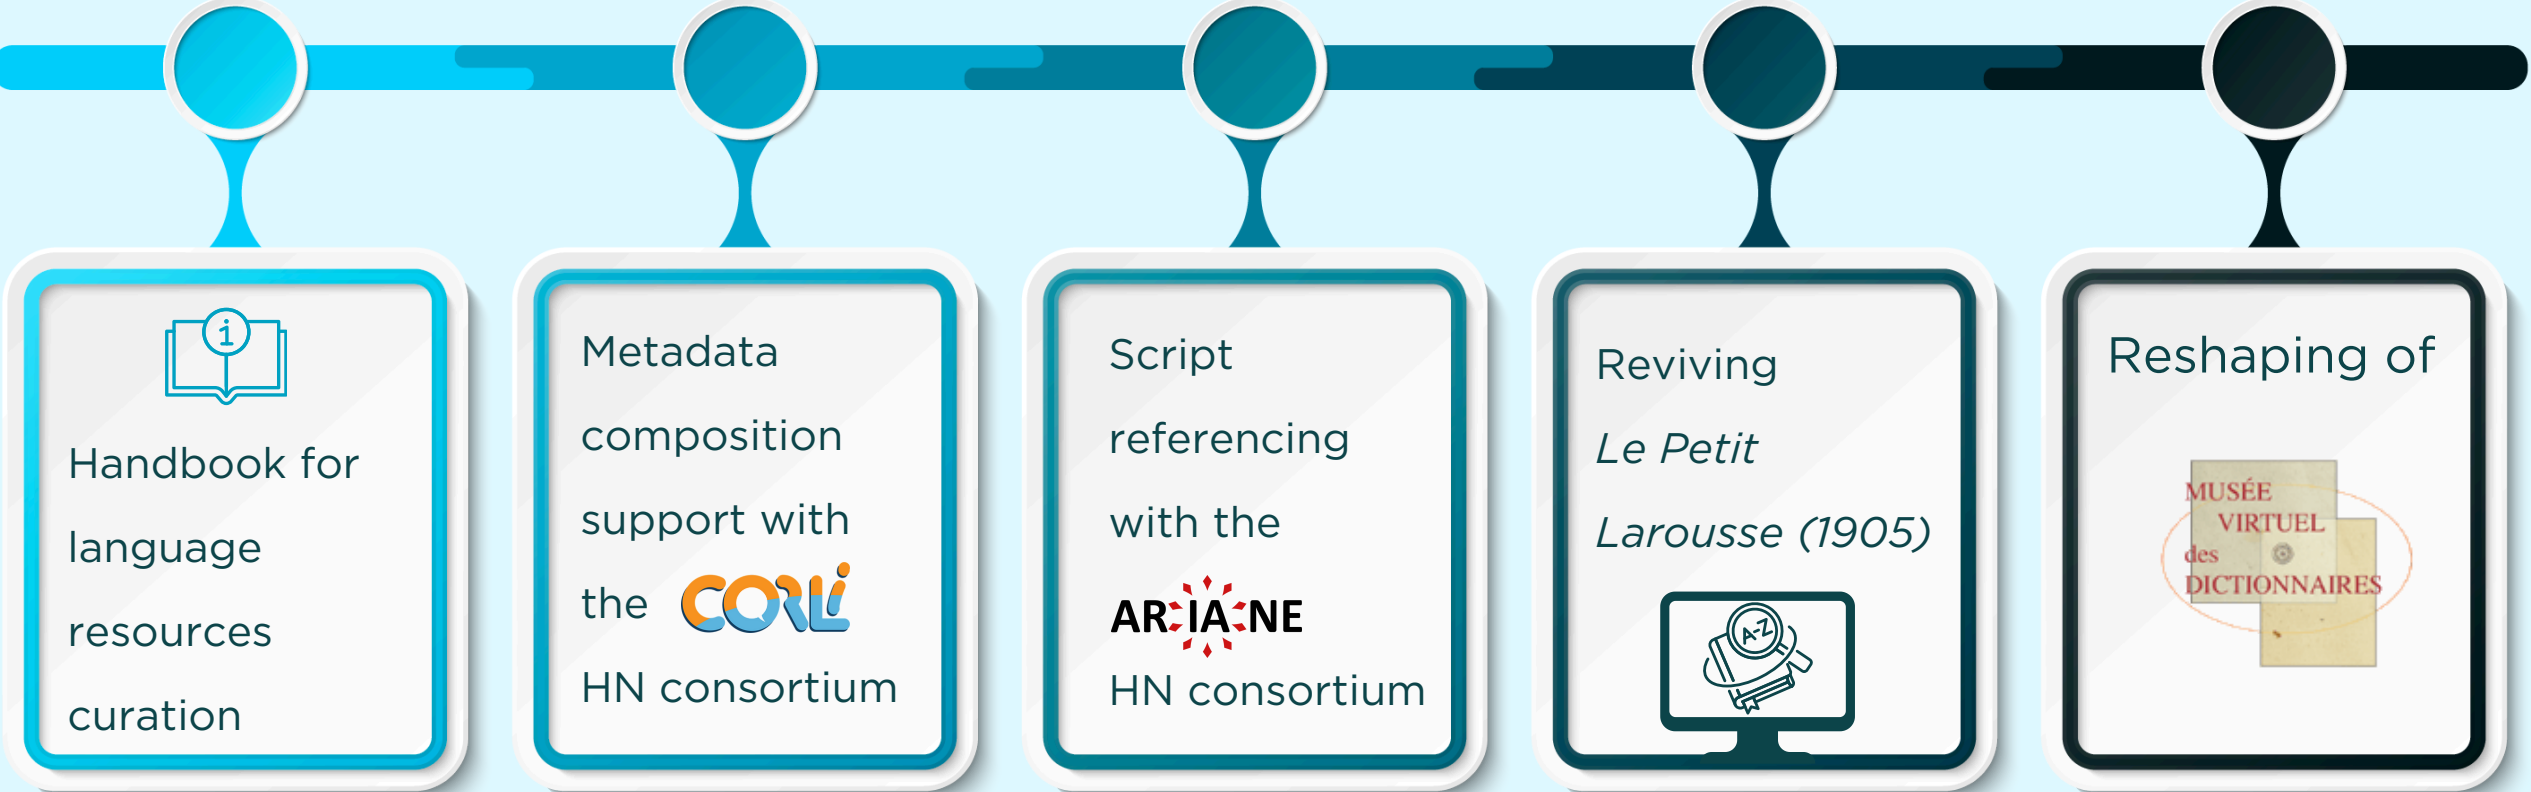 i
Handbook for
language
resources
curation
Metadata
composition
support with
the CORLi
HN consortium
Script
referencing
with the
ARIANE
HN consortium
Reviving
Le Petit
Larousse (1905)
A-Z
Reshaping of
MUSÉE
VIRTUEL
des
DICTIONNAIRES